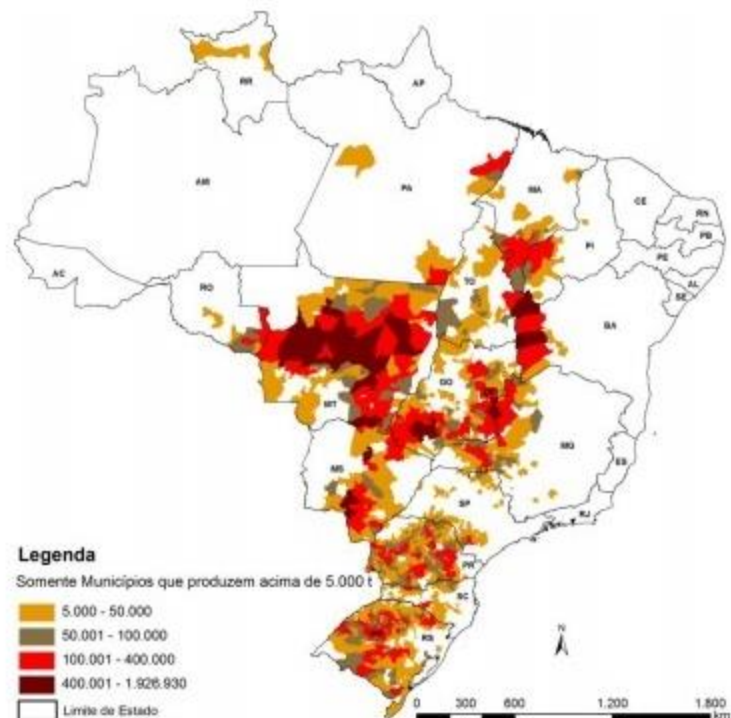 RR
AP
AM
PA
MA
CE
RN
PB
PI
PE
AC
AL
TO
SE
RO
BA
GO
MT
MG
MS
ES
SP
RJ
Legenda
Somente Municípios que produzem acima de 5.000 t
PR
SC
5.000 - 50.000
50.001 - 100.000
RS
N
100.001 - 400.000
400.001 - 1.926.930
Limite de Estado
0 300 600 1.200 1.800
km